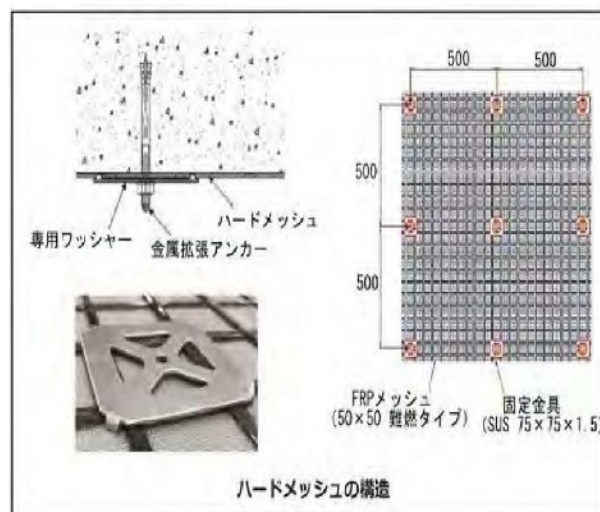 500
500
500
500
ハードメッシュ
専用ワッシャー
金属拡張アンカー
FRPメッシュ
(50×50 難燃タイプ)
固定金具
(SUS 75×75×1.5)
ハードメッシュの構造